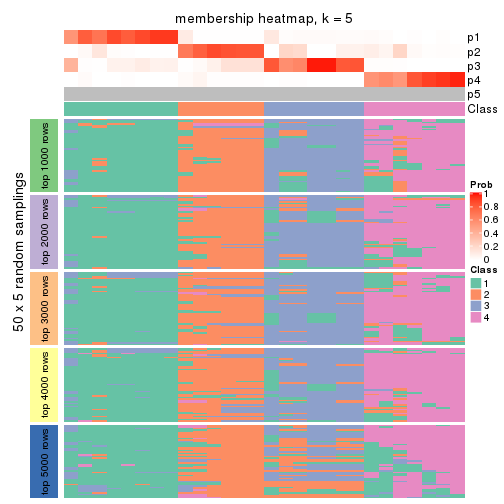 membership heatmap, k = 5
p1
p2
p3
p4
p5
Class
50 x 5 random samplings
top 1000 rows
top 2000 rows
top 3000 rows
top 4000 rows
top 5000 rows
Prob
1
0.8
0.6
0.4
0.2
0
Class
1
2
3
4